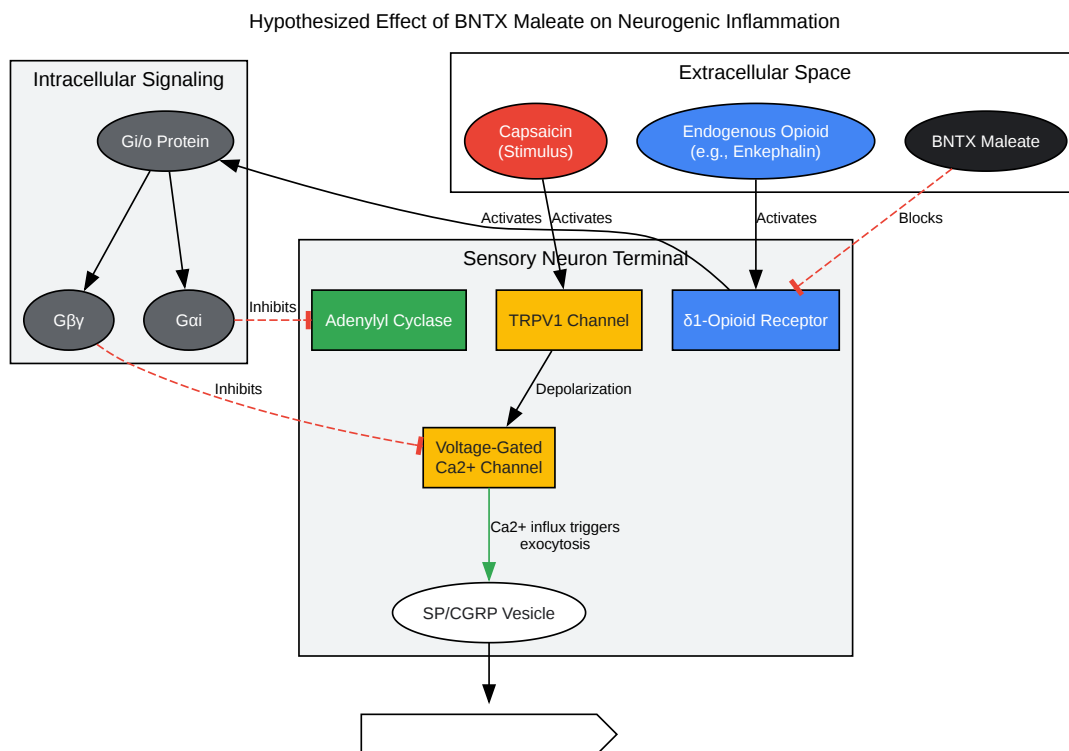 Hypothesized Effect of BNTX Maleate on Neurogenic Inflammation
Intracellular Signaling
Extracellular Space
Gi/o Protein
Capsaicin
(Stimulus)
Endogenous Opioid
(e.g., Enkephalin)
BNTX Maleate
Activates
Activates
Activates
Blocks
Sensory Neuron Terminal
Gβγ
Gαi
Inhibits
Adenylyl Cyclase
TRPV1 Channel
δ1-Opioid Receptor
Inhibits
Depolarization
Voltage-Gated
Ca2+ Channel
Ca2+ influx triggers
exocytosis
SP/CGRP Vesicle